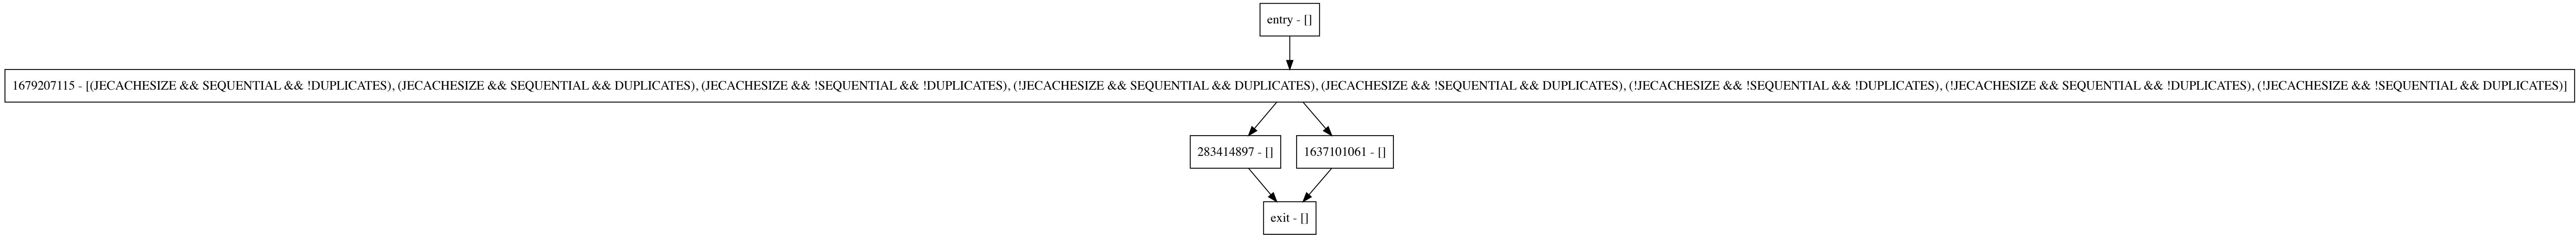 entry - []
1679207115 - [(JECACHESIZE && SEQUENTIAL && !DUPLICATES), (JECACHESIZE && SEQUENTIAL && DUPLICATES), (JECACHESIZE && !SEQUENTIAL && !DUPLICATES), (!JECACHESIZE && SEQUENTIAL && DUPLICATES), (JECACHESIZE && !SEQUENTIAL && DUPLICATES), (!JECACHESIZE && !SEQUENTIAL && !DUPLICATES), (!JECACHESIZE && SEQUENTIAL && !DUPLICATES), (!JECACHESIZE && !SEQUENTIAL && DUPLICATES)]
283414897 - []
1637101061 - []
exit - []